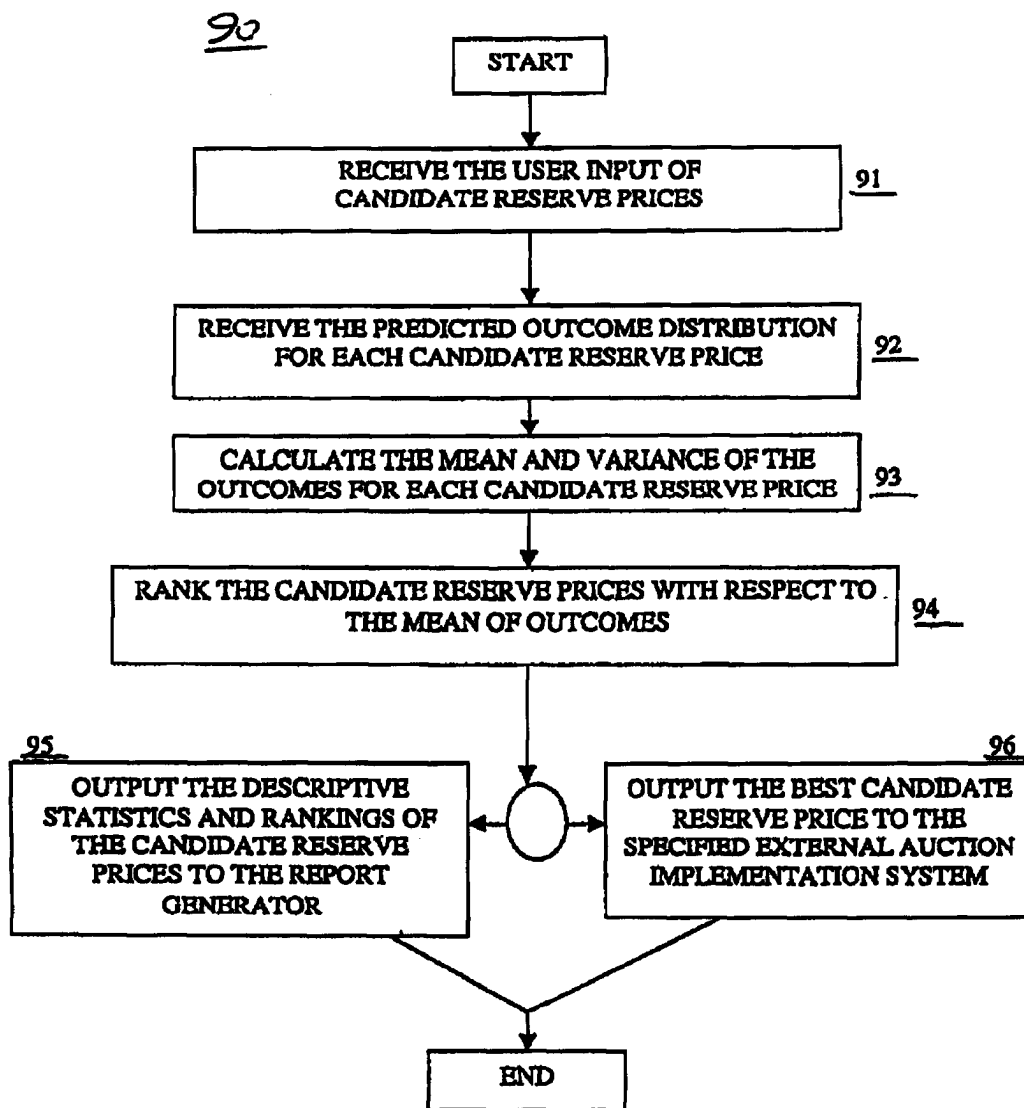 90
START
RECEIVE THE USER INPUT OF
CANDIDATE RESERVE PRICES
91
RECEIVE THE PREDICTED OUTCOME DISTRIBUTION
FOR EACH CANDIDATE RESERVE PRICE
92
CALCULATE THE MEAN AND VARIANCE OF THE
OUTCOMES FOR EACH CANDIDATE RESERVE PRICE
93
RANK THE CANDIDATE RESERVE PRICES WITH RESPECT TO
THE MEAN OF OUTCOMES
94
95
OUTPUT THE DESCRIPTIVE
STATISTICS AND RANKINGS OF
THE CANDIDATE RESERVE
PRICES TO THE REPORT
GENERATOR
96
OUTPUT THE BEST CANDIDATE
RESERVE PRICE TO THE
SPECIFIED EXTERNAL AUCTION
IMPLEMENTATION SYSTEM
END